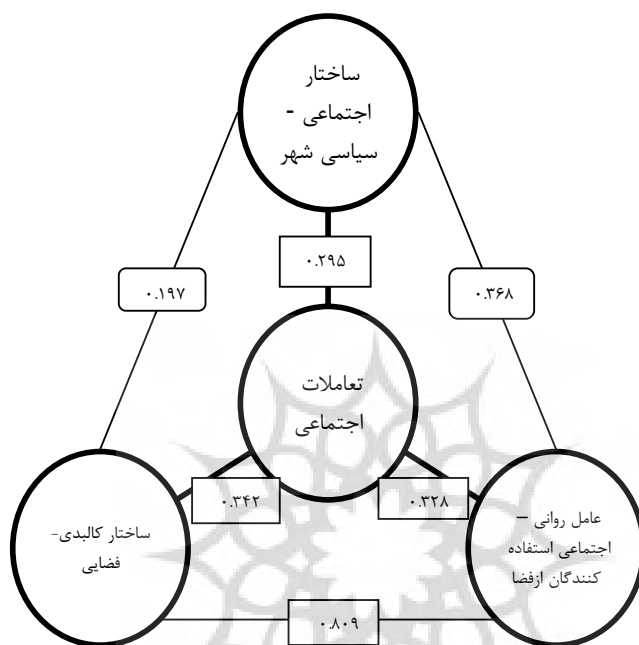 ساختار
اجتماعی -
سیاسی شهر
۰.۲۹۵
۰.۱۹۷
۰.۳۶۸
تعاملات
اجتماعی
۰.۳۴۲
۰.۳۲۸
ساختار کالبدی-
فضایی
عامل روانی –
اجتماعی استفاده
کنندگان ازفضا
۰.۸۰۹